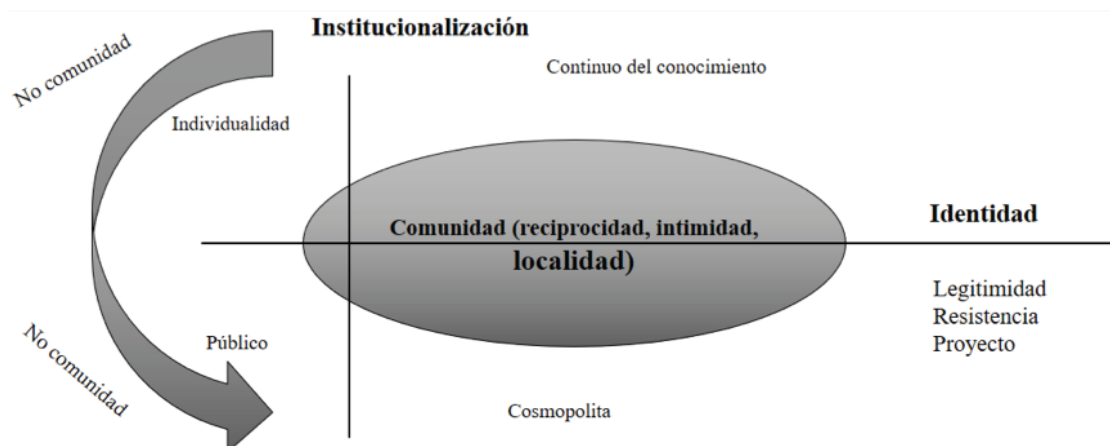 Institucionalización
No comunidad
Continuo del conocimiento
Individualidad
Comunidad (reciprocidad, intimidad,
localidad)
Identidad
Legitimidad
Resistencia
Proyecto
Público
No comunidad
Cosmopolita